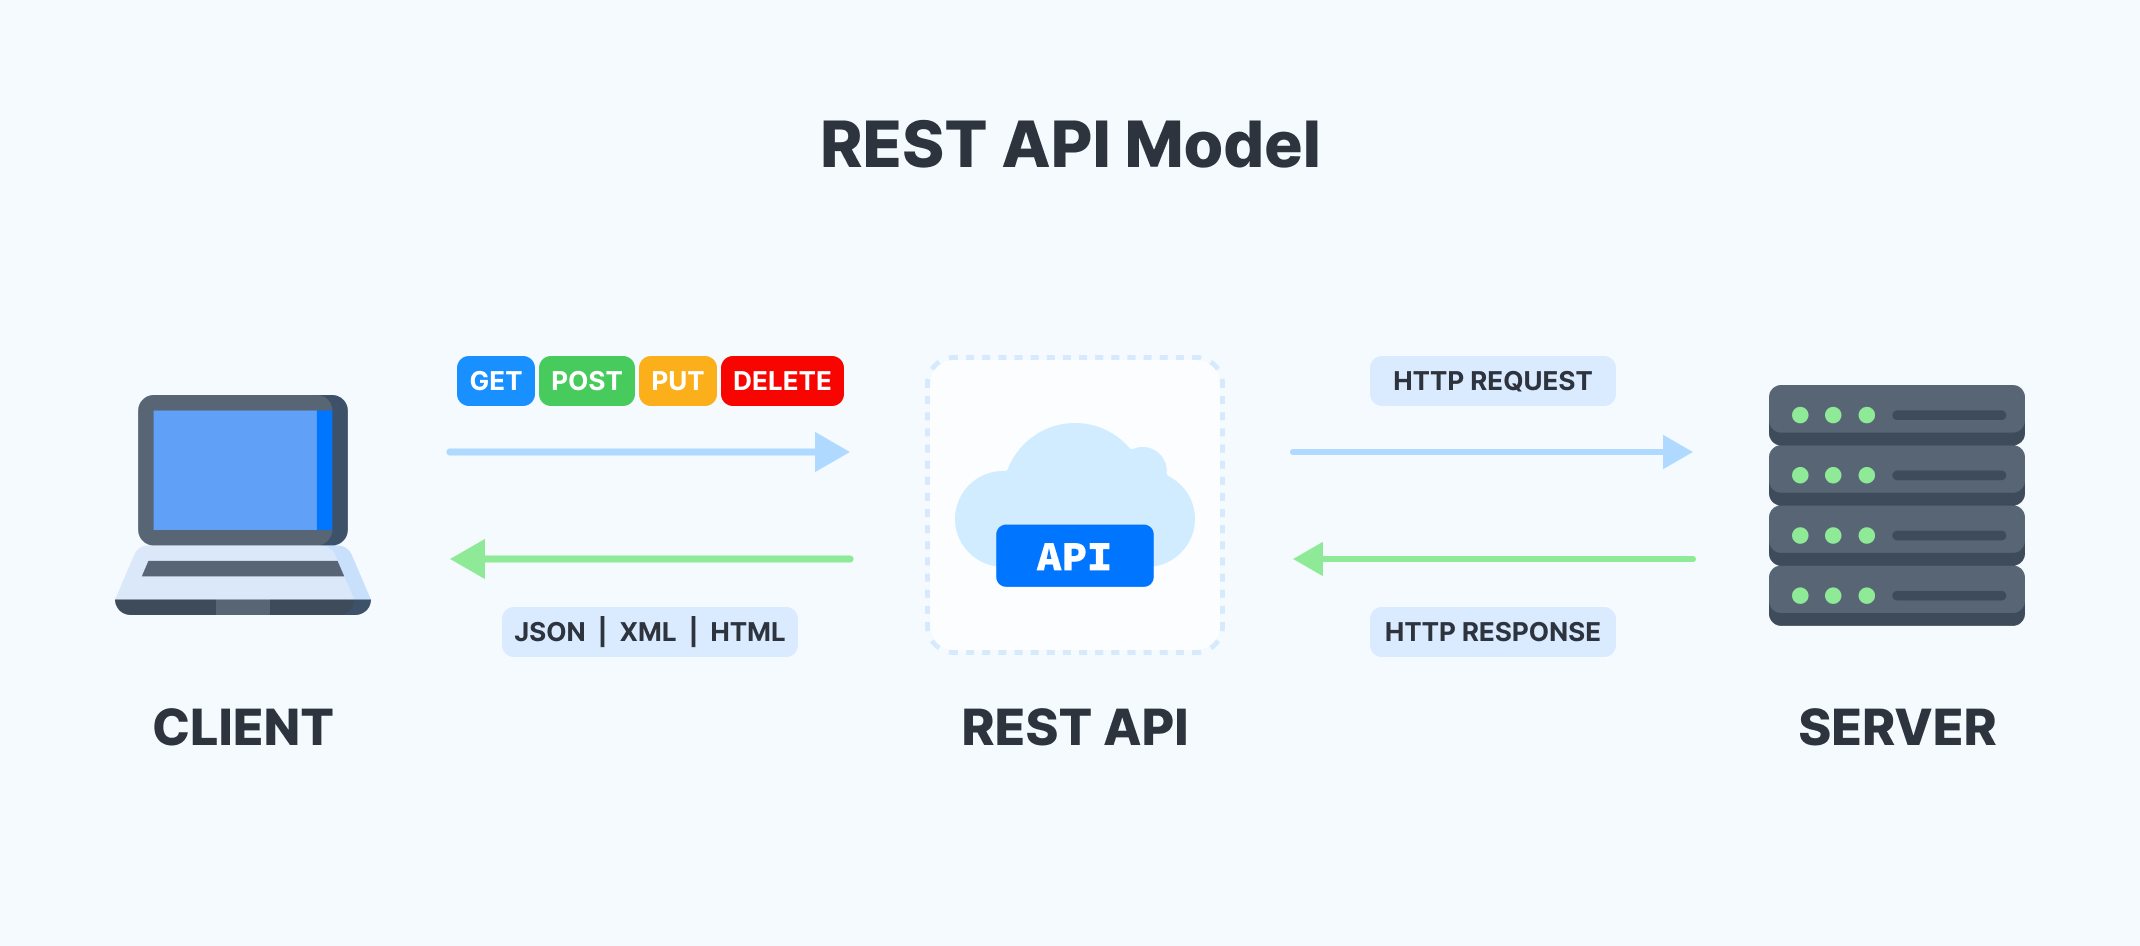 REST API Model
GET POST PUT DELETE
HTTP REQUEST
API
JSON | XML | HTML
HTTP RESPONSE
CLIENT
REST API
SERVER